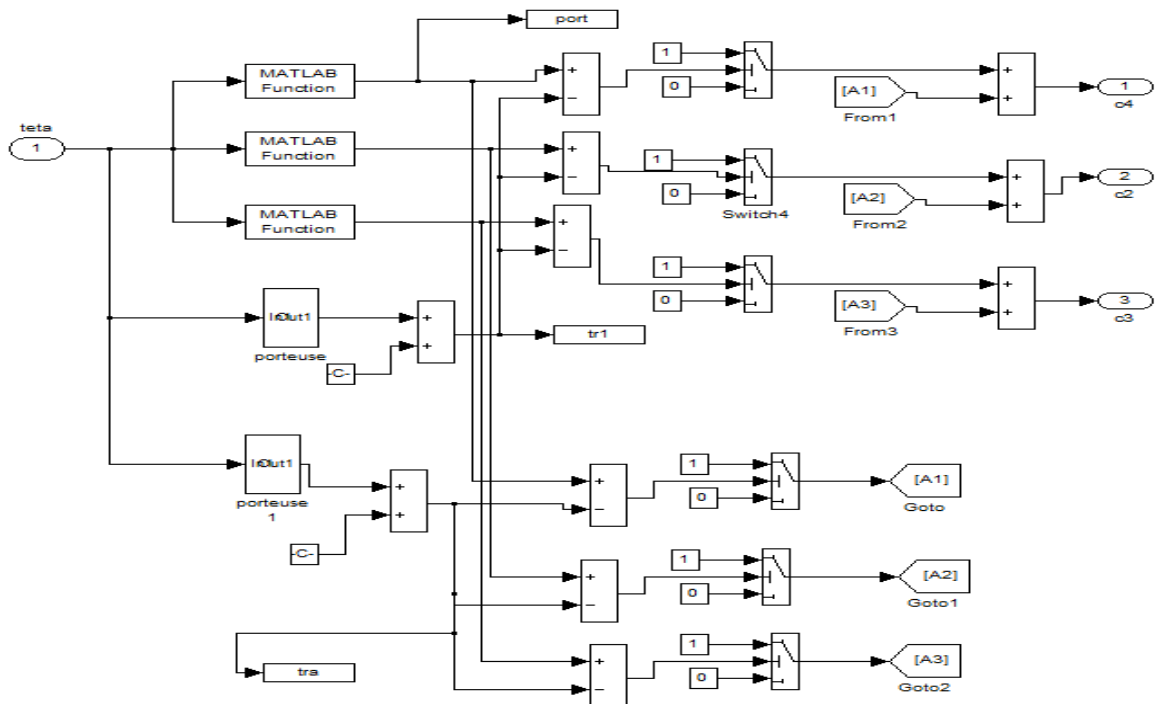 port
MATLAB
Function
1
0
[A1]
From1
1
c4
teta
1
MATLAB
Function
1
0
Switch4
[A2]
From2
2
c2
MATLAB
Function
1
0
[A3]
From3
3
c3
porteuse
-C-
tr1
porteuse
1
-C-
1
0
[A1]
Goto
1
0
[A2]
Goto1
tra
1
0
[A3]
Goto2
+
−
+
+
+
−
+
+
+
−
+
+
+
+
+
+
+
−
+
−
+
−